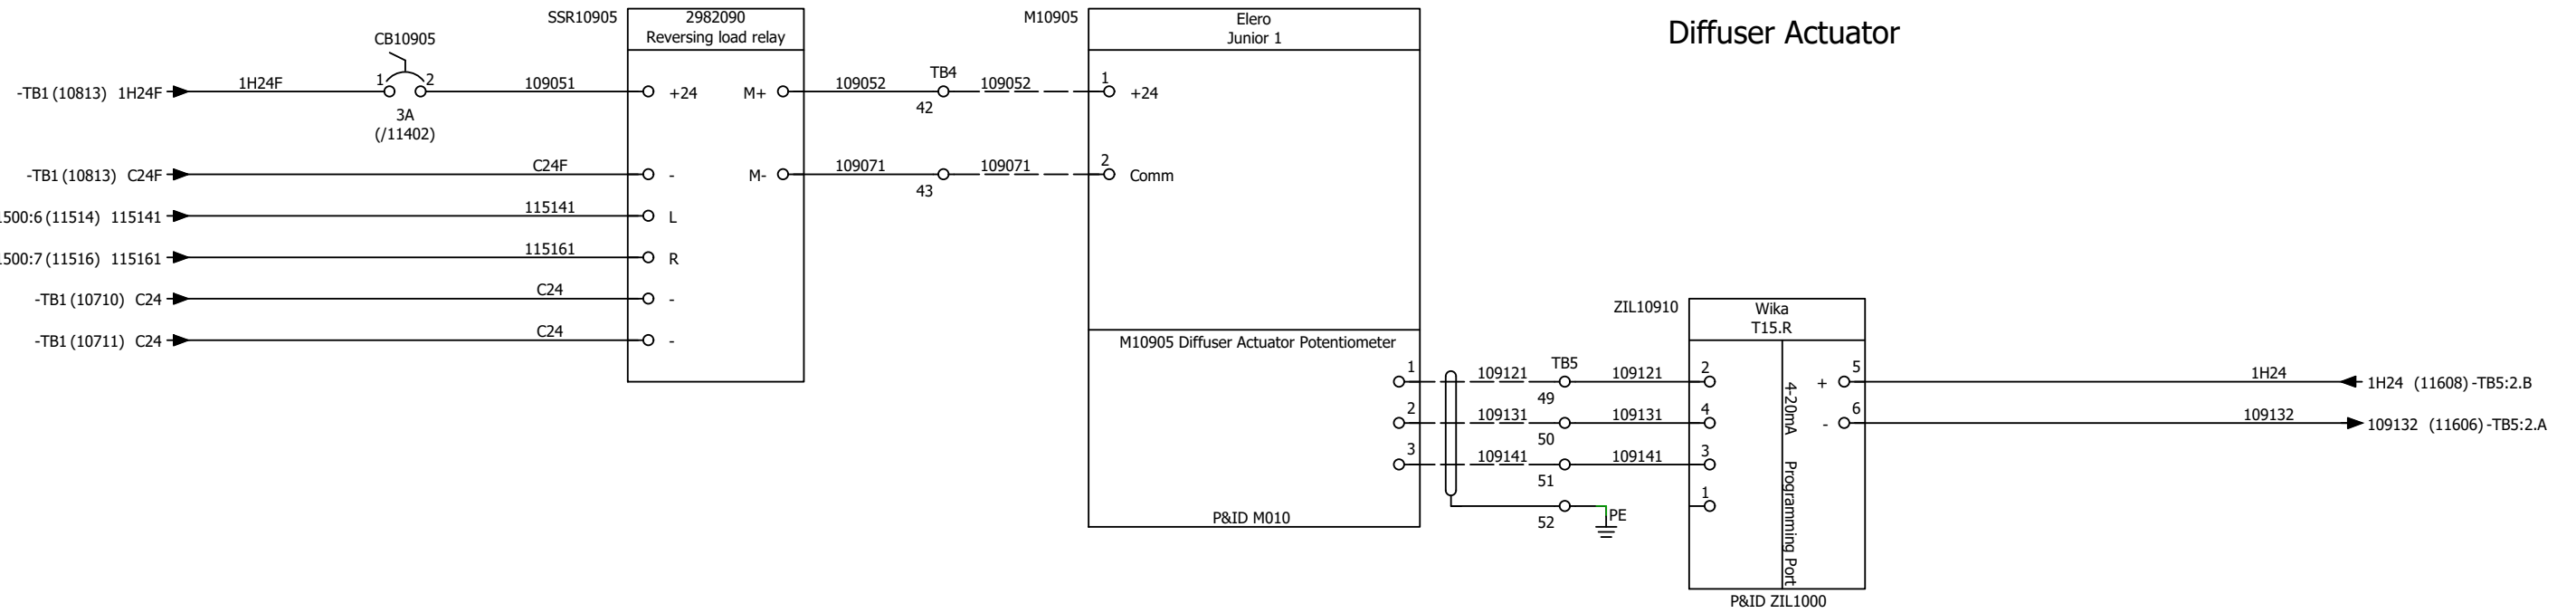 Diffuser Actuator
SSR10905
2982090
Reversing load relay
M10905
Elero
Junior 1
CB10905
-TB1 (10813) 1H24F
1H24F
1
2
3A
(/11402)
109051
+24
M+
109052
TB4
42
109052
1
+24
-TB1 (10813) C24F
C24F
-
M-
109071
43
109071
2
Comm
500:6 (11514) 115141
115141
L
500:7 (11516) 115161
115161
R
-TB1 (10710) C24
C24
-
-TB1 (10711) C24
C24
-
M10905 Diffuser Actuator Potentiometer
1
109121
TB5
49
109121
2
2
109131
50
109131
4
3
109141
51
109141
3
52
PE
1
P&ID M010
ZIL10910
Wika
T15.R
4-20mA
Programming Port
+
5
1H24
1H24 (11608) -TB5:2.B
-
6
109132
109132 (11606) -TB5:2.A
P&ID ZIL1000